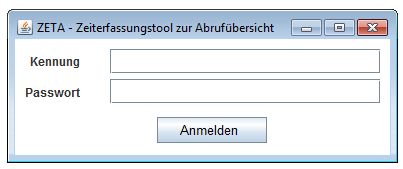 ZETA - Zeiterfassungstool zur Abrufübersicht
Kennung
Passwort
Anmelden